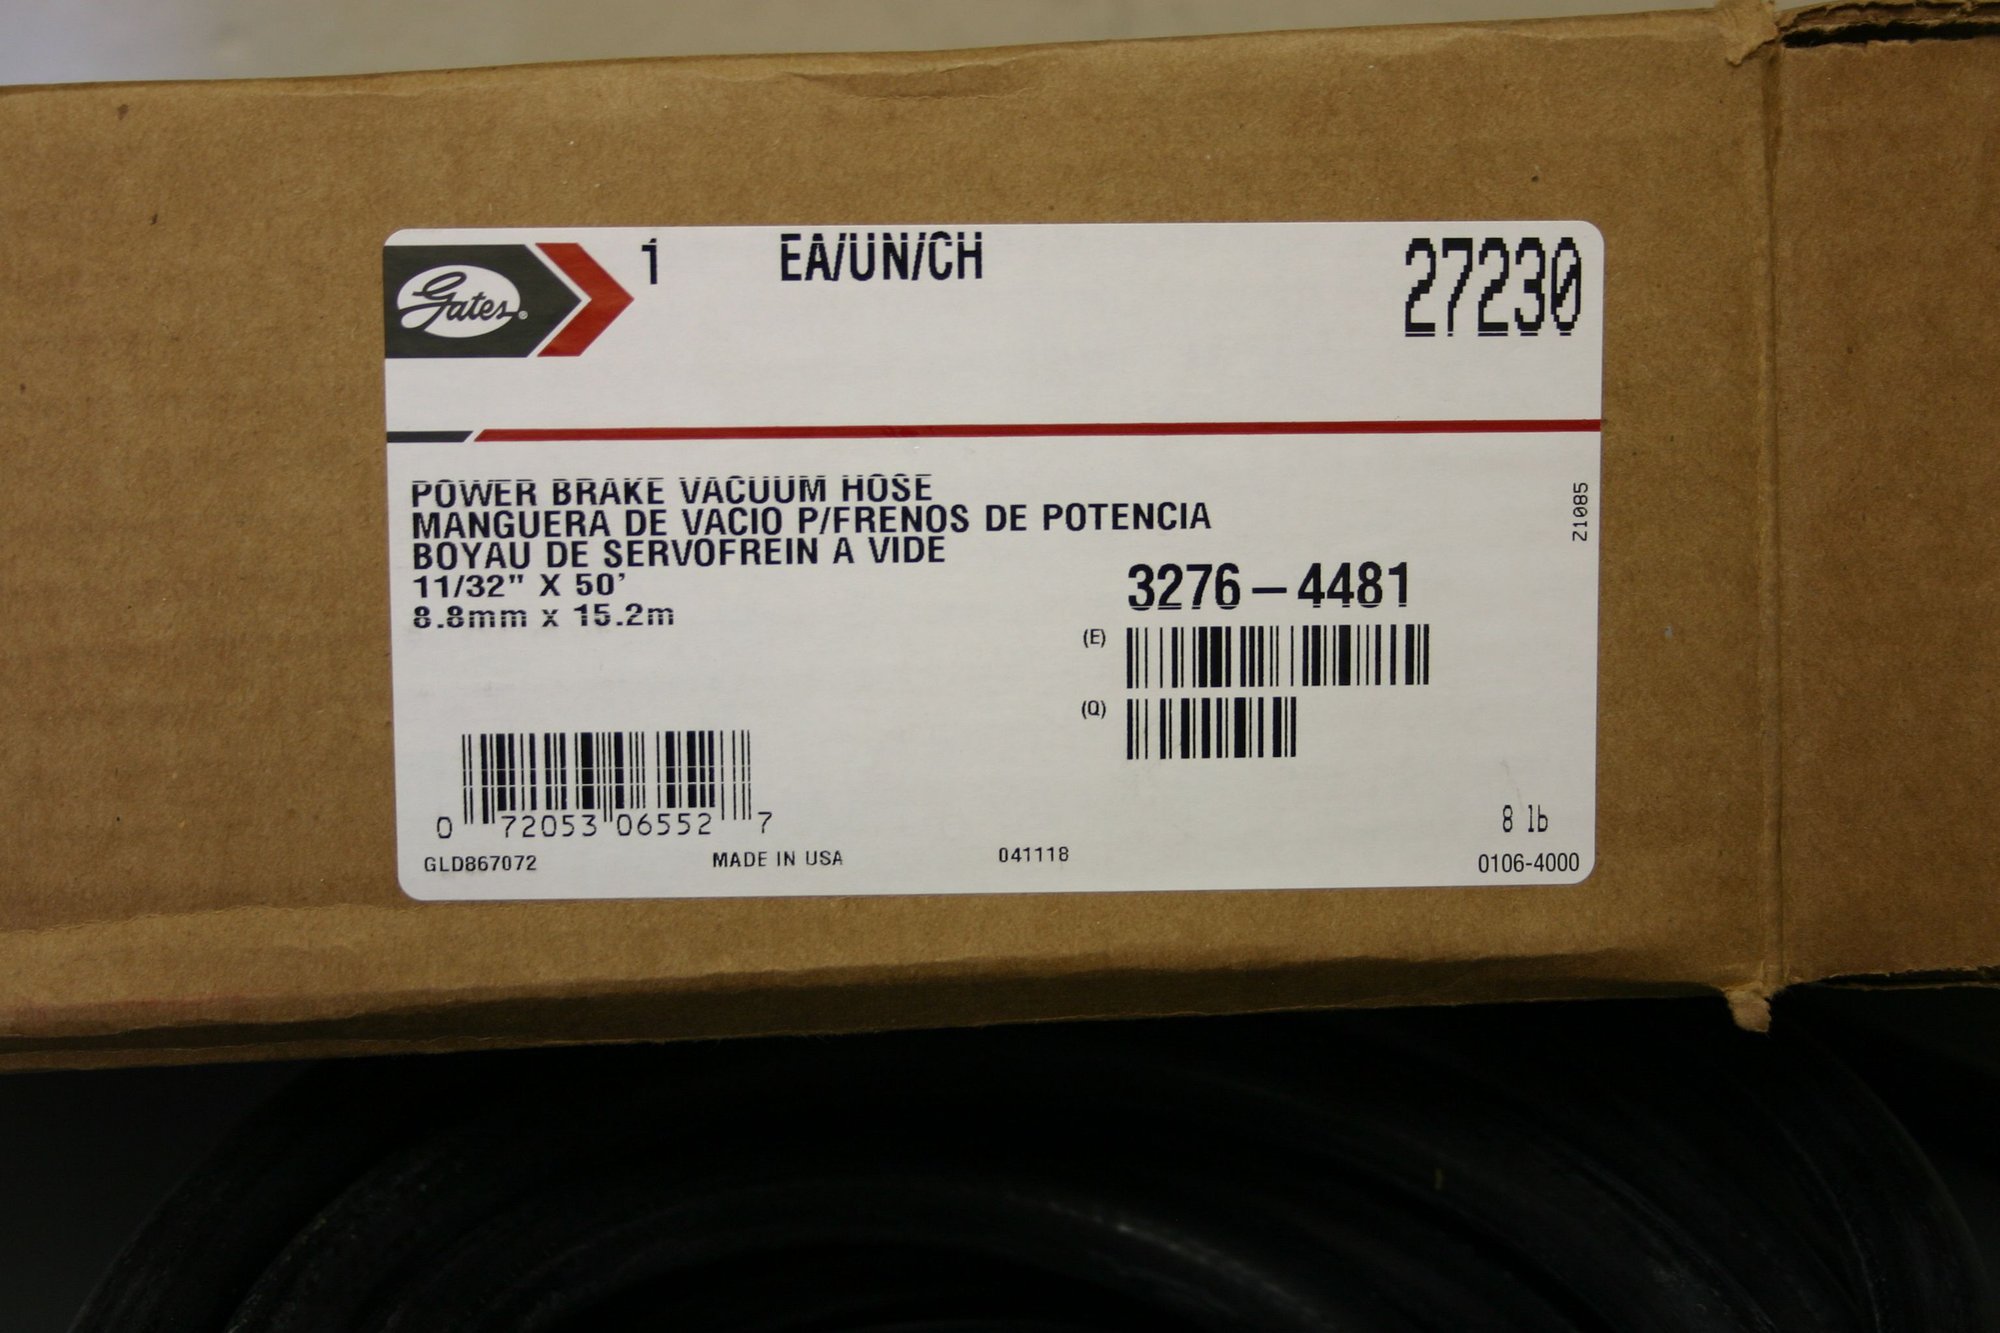 Gates®
1 EA/UN/CH 27230
POWER BRAKE VACUUM HOSE
MANGUERA DE VACIO P/FRENOS DE POTENCIA
BOYAU DE SERVOFREIN A VIDE
11/32" X 50'
8.8mm x 15.2m
Z1085
3276-4481
(E)
(Q)
0 72053 06552 7
8 lb
GLD867072 MADE IN USA 041118 0106-4000